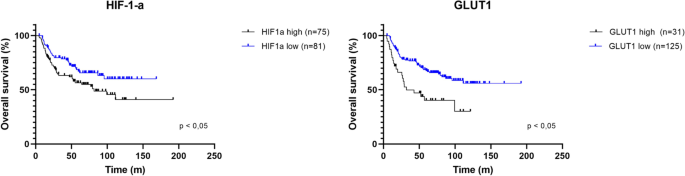 HIF-1-a
Overall survival (%)
100
50
0
0
50
100
150
200
250
Time (m)
HIF1a high (n=75)
HIF1a low (n=81)
p < 0,05
GLUT1
Overall survival (%)
100
50
0
0
50
100
150
200
250
Time (m)
GLUT1 high (n=31)
GLUT1 low (n=125)
p < 0,05